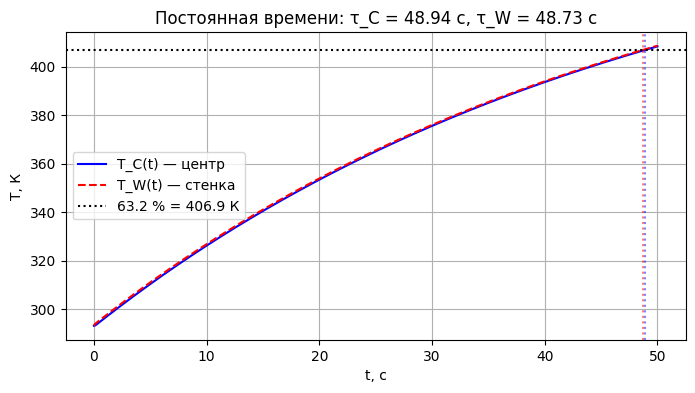 Постоянная времени: τ_C = 48.94 с, τ_W = 48.73 с
T, К
400
380
360
340
320
300
T_C(t) — центр
T_W(t) — стенка
63.2 % = 406.9 К
0
10
20
30
40
50
t, с